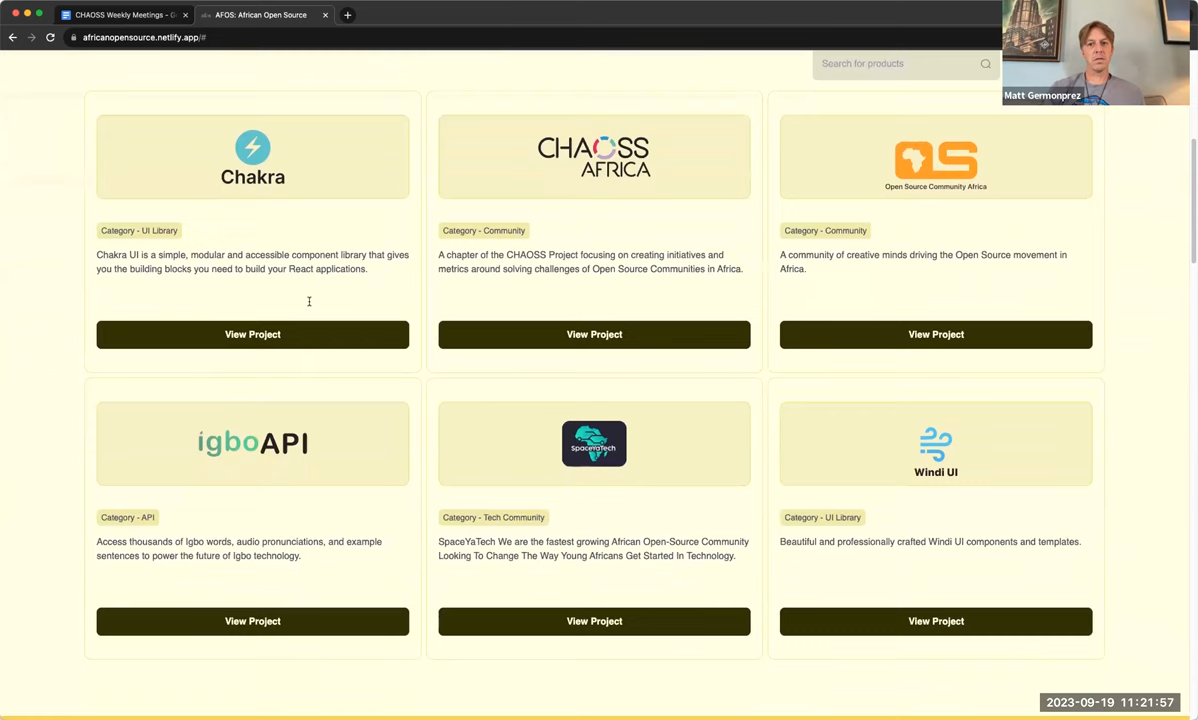 CHAOSS Weekly Meetings - Go
AFOS: African Open Source
africanopensource.netlify.app/#
Search for products
Matt Germonprez
Chakra
CHAOSS
AFRICA
OS
Open Source Community Africa
Category - UI Library
Category - Community
Category - Community
Chakra UI is a simple, modular and accessible component library that gives
you the building blocks you need to build your React applications.
A chapter of the CHAOSS Project focusing on creating initiatives and
metrics around solving challenges of Open Source Communities in Africa.
A community of creative minds driving the Open Source movement in
Africa.
View Project
View Project
View Project
igboAPI
SpaceYaTech
Windi UI
Category - API
Category - Tech Community
Category - UI Library
Access thousands of Igbo words, audio pronunciations, and example
sentences to power the future of Igbo technology.
SpaceYaTech We are the fastest growing African Open-Source Community
Looking To Change The Way Young Africans Get Started In Technology.
Beautiful and professionally crafted Windi UI components and templates.
View Project
View Project
View Project
2023-09-19 11:21:57